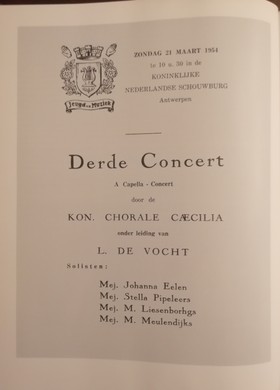 Jeugd en Muziek
ZONDAG 21 MAART 1954
te 10 u. 30 in de
KONINKLIJKE
NEDERLANDSE SCHOUWBURG
Antwerpen
Derde Concert
A Capella - Concert
door de
KON. CHORALE CÆCILIA
onder leiding van
L. DE VOCHT
Solisten:
Mej. Johanna Eelen
Mej. Stella Pipeleers
Mej. M. Liesenborhgs
Mej. M. Meulendijks